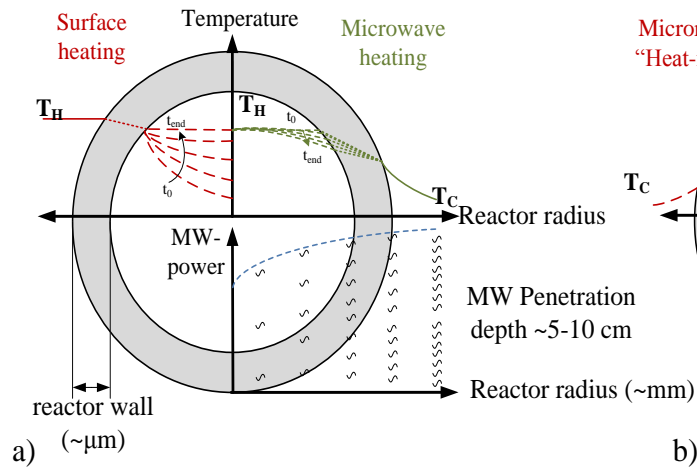 Temperature
Surface
heating
Microwave
heating
Micror
"Heat-
T_H
T_H
t_end
t_0
t_0
t_end
T_C
T_C
Reactor radius
MW-
power
MW Penetration
depth ~5-10 cm
Reactor radius (~mm)
reactor wall
(~μm)
a)
b)